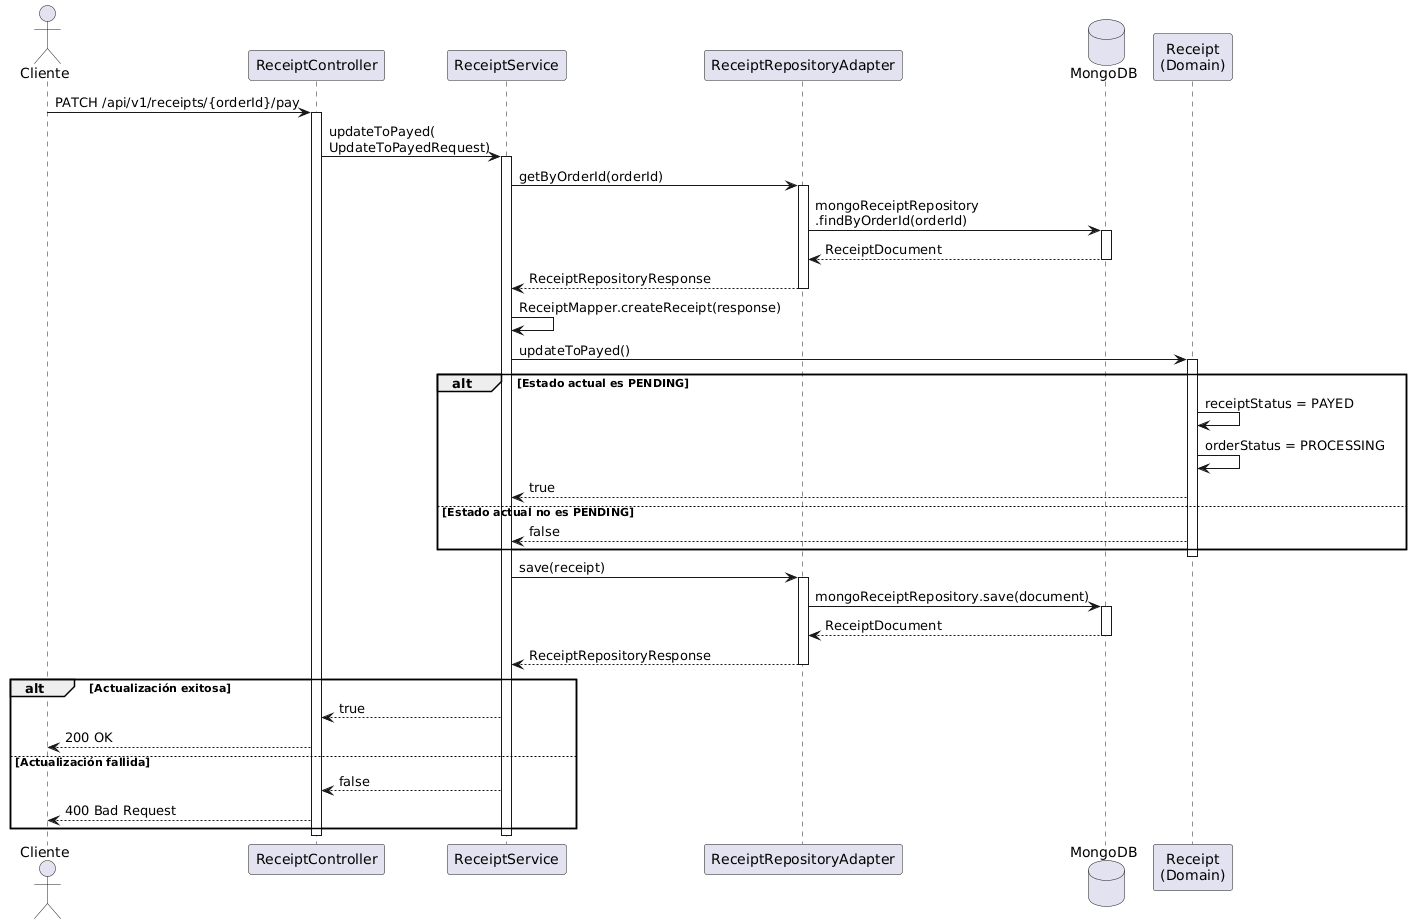 Cliente
ReceiptController
ReceiptService
ReceiptRepositoryAdapter
MongoDB
Receipt
(Domain)
PATCH /api/v1/receipts/{orderId}/pay
updateToPayed(
UpdateToPayedRequest)
getByOrderId(orderId)
mongoReceiptRepository
.findByOrderId(orderId)
ReceiptDocument
ReceiptRepositoryResponse
ReceiptMapper.createReceipt(response)
updateToPayed()
alt [Estado actual es PENDING]
receiptStatus = PAYED
orderStatus = PROCESSING
true
[Estado actual no es PENDING]
false
save(receipt)
mongoReceiptRepository.save(document)
ReceiptDocument
ReceiptRepositoryResponse
alt [Actualización exitosa]
true
200 OK
[Actualización fallida]
false
400 Bad Request
Cliente
ReceiptController
ReceiptService
ReceiptRepositoryAdapter
MongoDB
Receipt
(Domain)